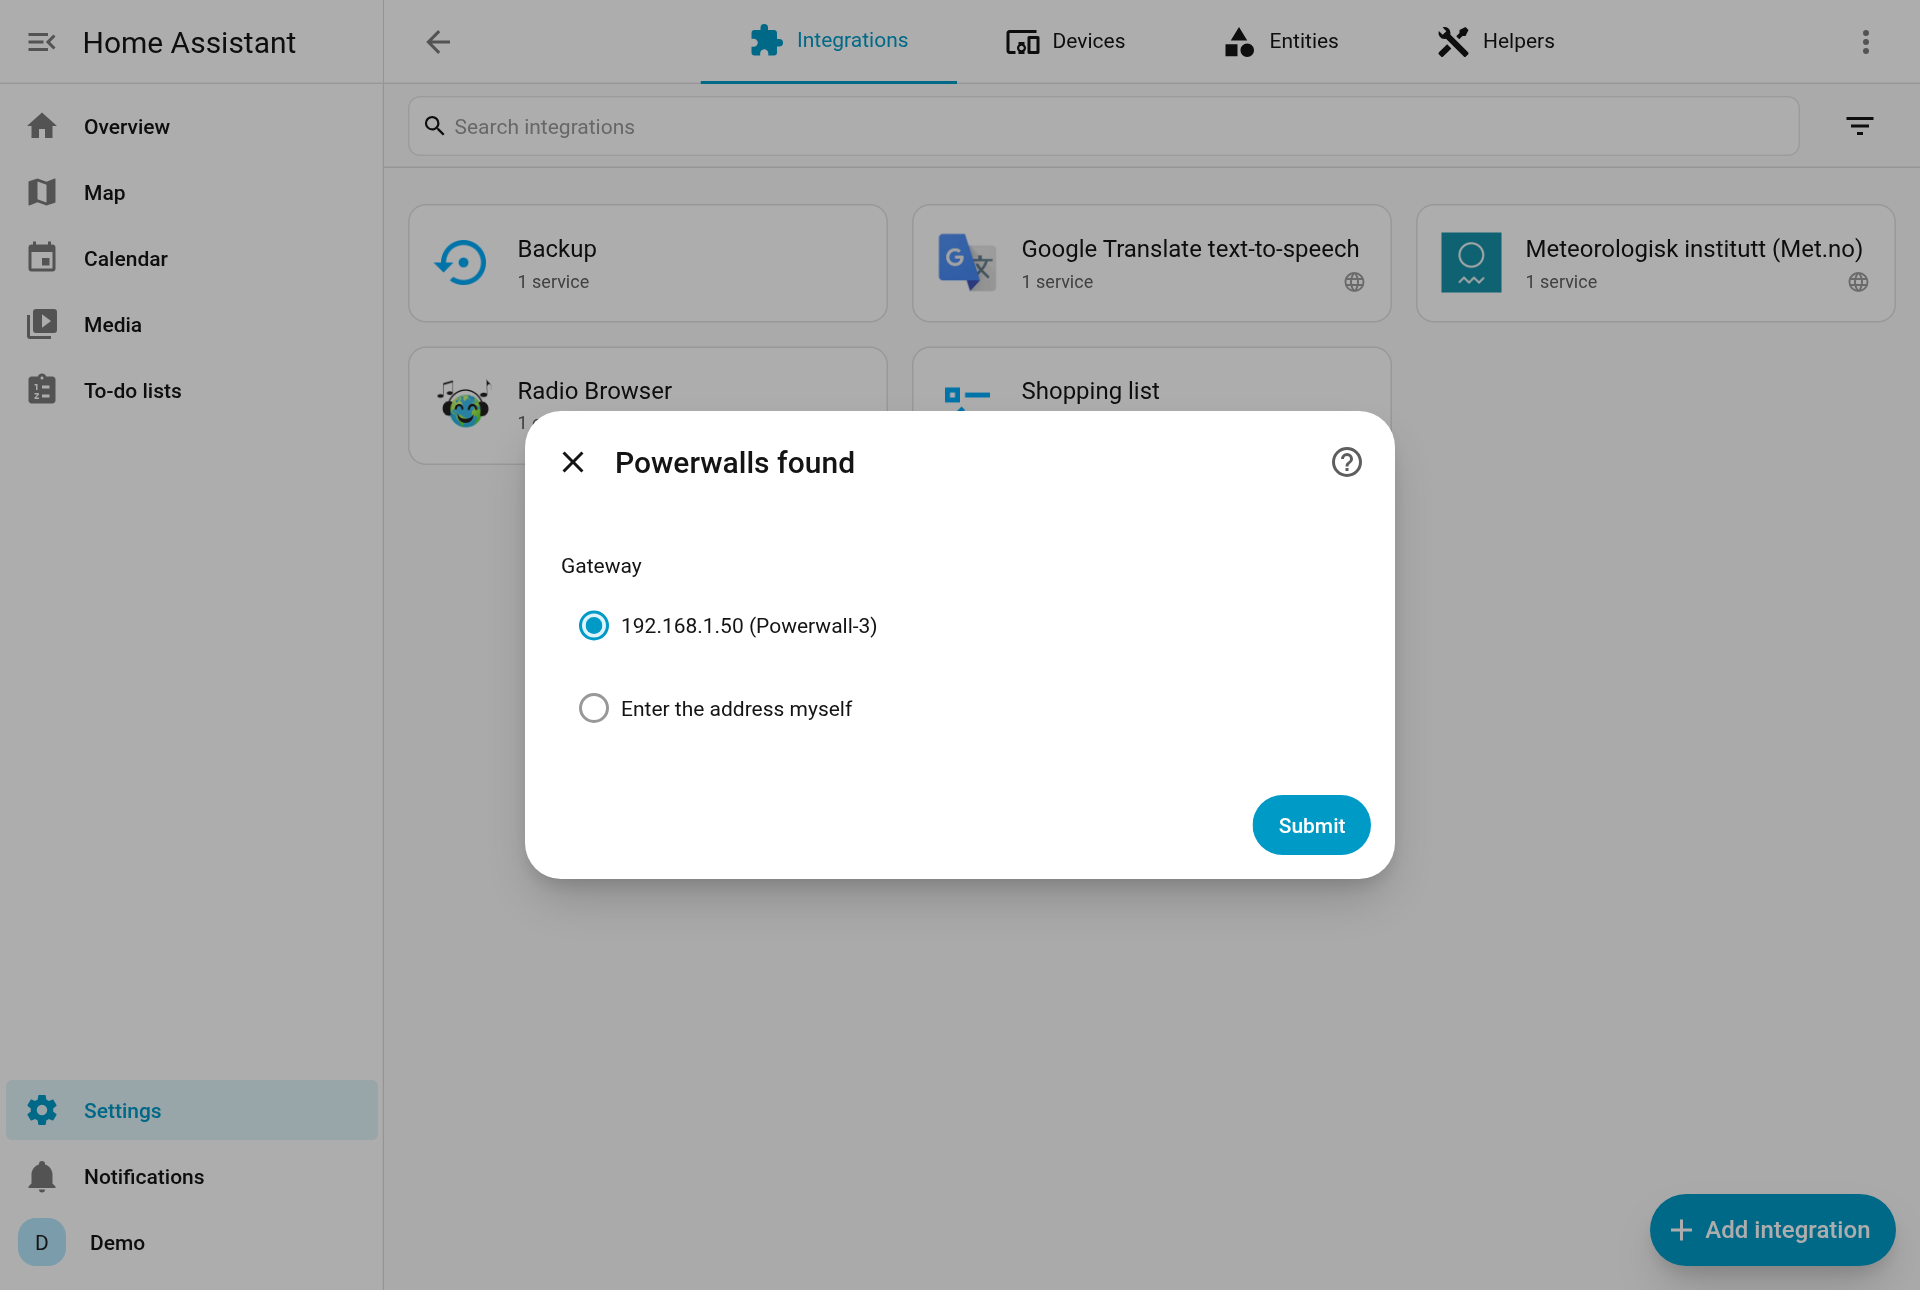 Home Assistant
Integrations
Devices
Entities
Helpers
Overview
Map
Calendar
Media
To-do lists
Settings
Notifications
D
Demo
Search integrations
Backup
1 service
Google Translate text-to-speech
1 service
Meteorologisk institutt (Met.no)
1 service
Radio Browser
1
Shopping list
Powerwalls found
Gateway
192.168.1.50 (Powerwall-3)
Enter the address myself
Submit
Add integration